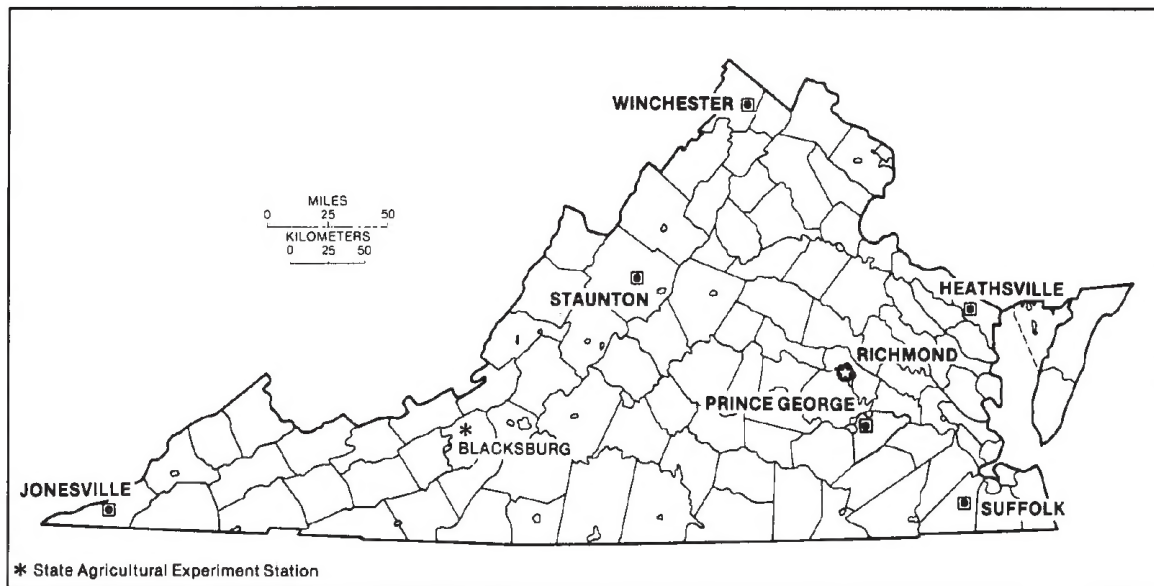 WINCHESTER
MILES
0 25 50
KILOMETERS
0 25 50
STAUNTON
HEATHSVILLE
RICHMOND
PRINCE GEORGE
* BLACKSBURG
JONESVILLE
SUFFOLK
* State Agricultural Experiment Station